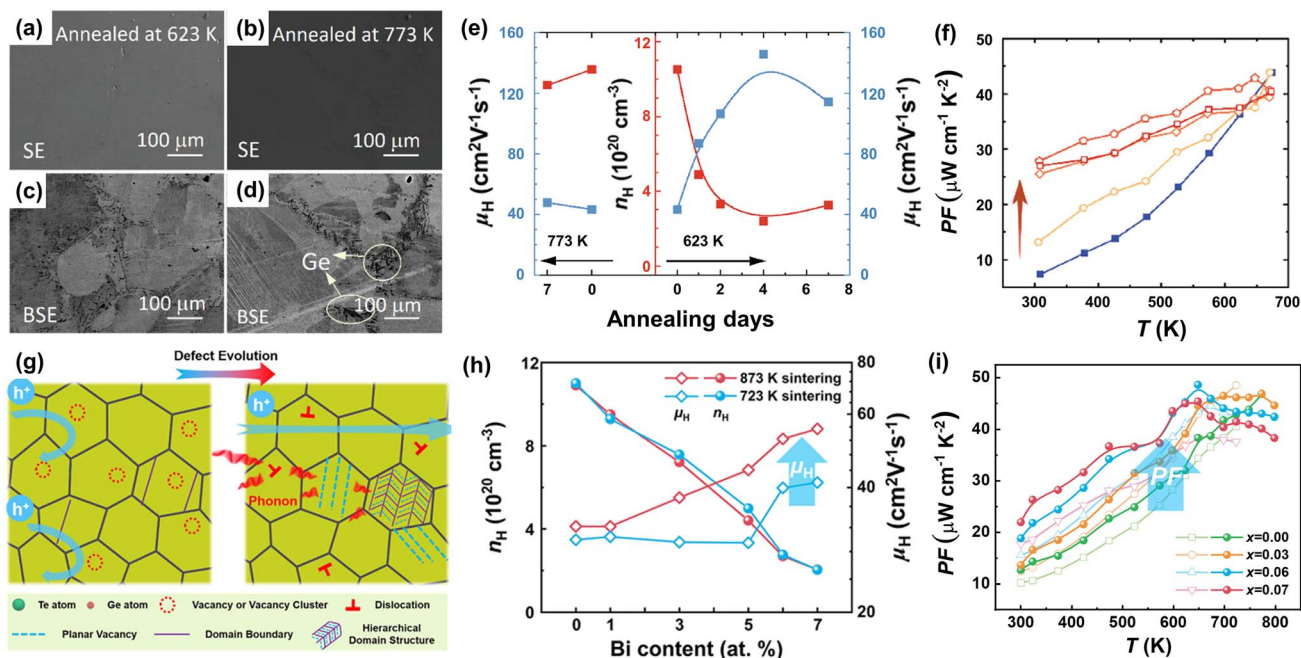 (a) Annealed at 623 K
100 μm
SE
(b) Annealed at 773 K
100 μm
SE
(c)
100 μm
BSE
(d)
Ge
100 μm
BSE
(e)
μH (cm²V⁻¹s⁻¹)
160
120
80
40
0
nH (10²⁰ cm⁻³)
12
9
6
3
0
μH (cm²V⁻¹s⁻¹)
160
120
80
40
0
773 K
623 K
7 0
0 2 4 6 8
Annealing days
(f)
PF (μW cm⁻¹ K⁻²)
50
40
30
20
10
300 400 500 600 700
T (K)
(g)
Defect Evolution
h⁺
h⁺
h⁺
Phonon
Te atom
Ge atom
Vacancy or Vacancy Cluster
Dislocation
Planar Vacancy
Domain Boundary
Hierarchical
Domain Structure
(h)
nH (10²⁰ cm⁻³)
12
9
6
3
0
873 K sintering
723 K sintering
μH nH
μH
μH (cm²V⁻¹s⁻¹)
80
60
40
20
0 1 3 5 6 7
Bi content (at. %)
(i)
PF (μW cm⁻¹ K⁻²)
50
40
30
20
10
PF
x=0.00
x=0.03
x=0.06
x=0.07
300 400 500 600 700 800
T (K)